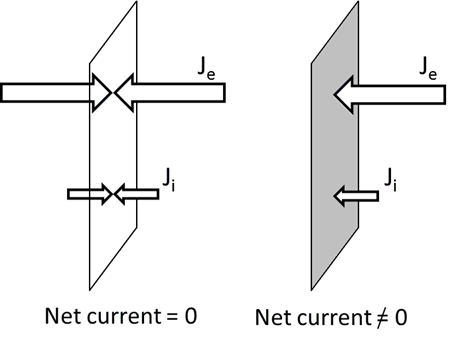 Je
Je
Ji
Ji
Net current = 0
Net current ≠ 0